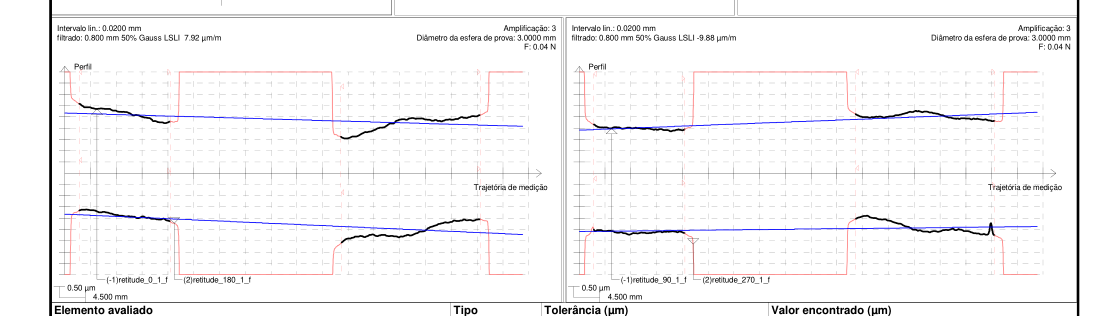 Intervalo lin.: 0.0200 mm
filtrado: 0.800 mm 50% Gauss LSLI  7.92 µm/m
Amplificação: 3
Diâmetro da esfera de prova: 3.0000 mm
F: 0.04 N
Perfil
Trajetória de medição
(-1)retitude_0_1_f
(2)retitude_180_1_f
0.50 µm
4.500 mm
Intervalo lin.: 0.0200 mm
filtrado: 0.800 mm 50% Gauss LSLI -9.88 µm/m
Amplificação: 3
Diâmetro da esfera de prova: 3.0000 mm
F: 0.04 N
Perfil
Trajetória de medição
(-1)retitude_90_1_f
(2)retitude_270_1_f
0.50 µm
4.500 mm
Elemento avaliado Tipo Tolerância (µm) Valor encontrado (µm)